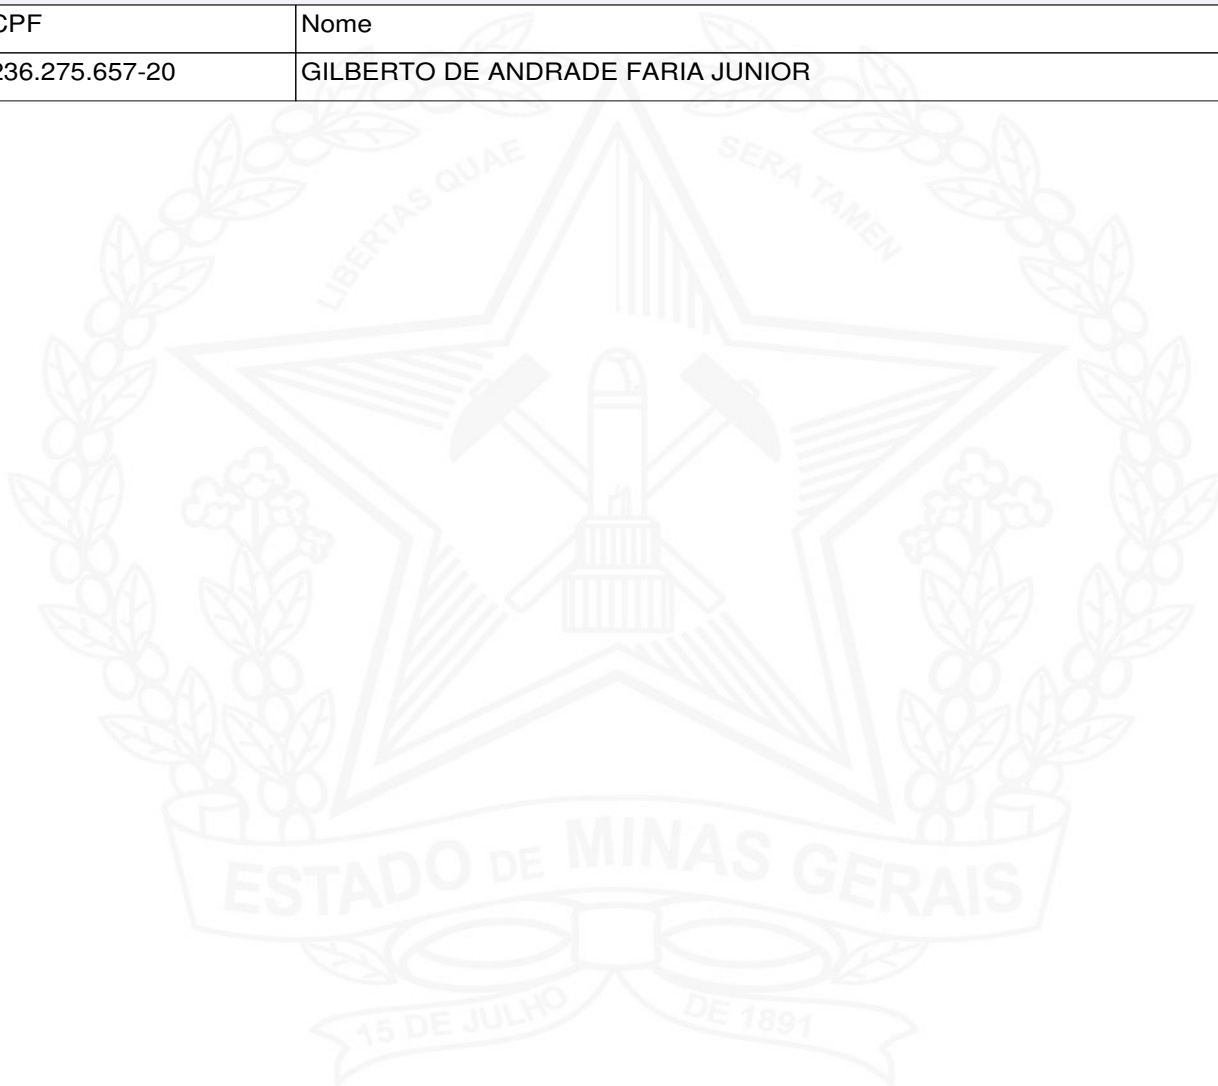 CPF Nome
236.275.657-20 GILBERTO DE ANDRADE FARIA JUNIOR
LIBERTAS QUAE SERA TAMEN
ESTADO DE MINAS GERAIS
15 DE JULHO DE 1891